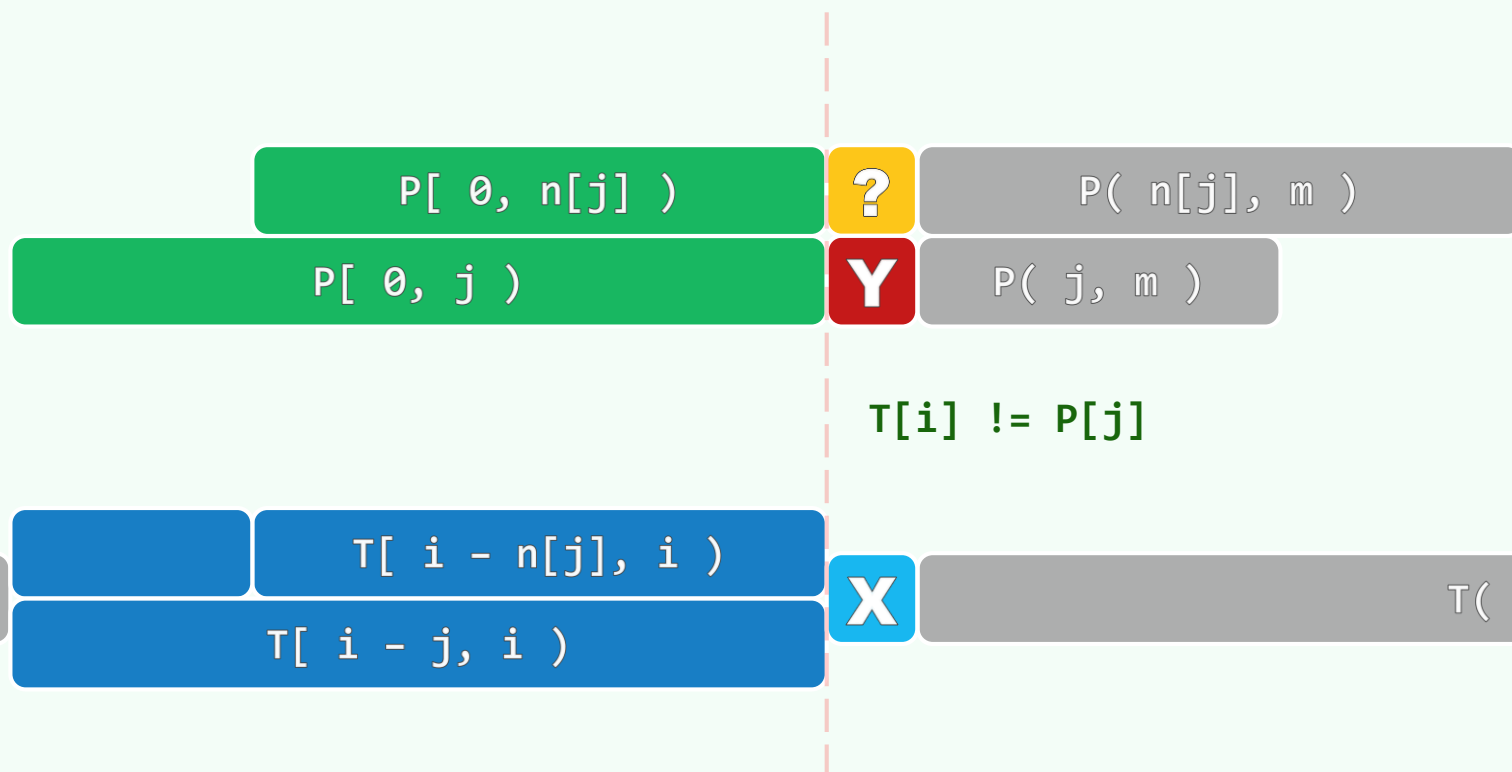 P[ 0, n[j] ) ? P( n[j], m )
P[ 0, j ) Y P( j, m )
T[i] != P[j]
T[ i – n[j], i )
X T(
T[ i – j, i )